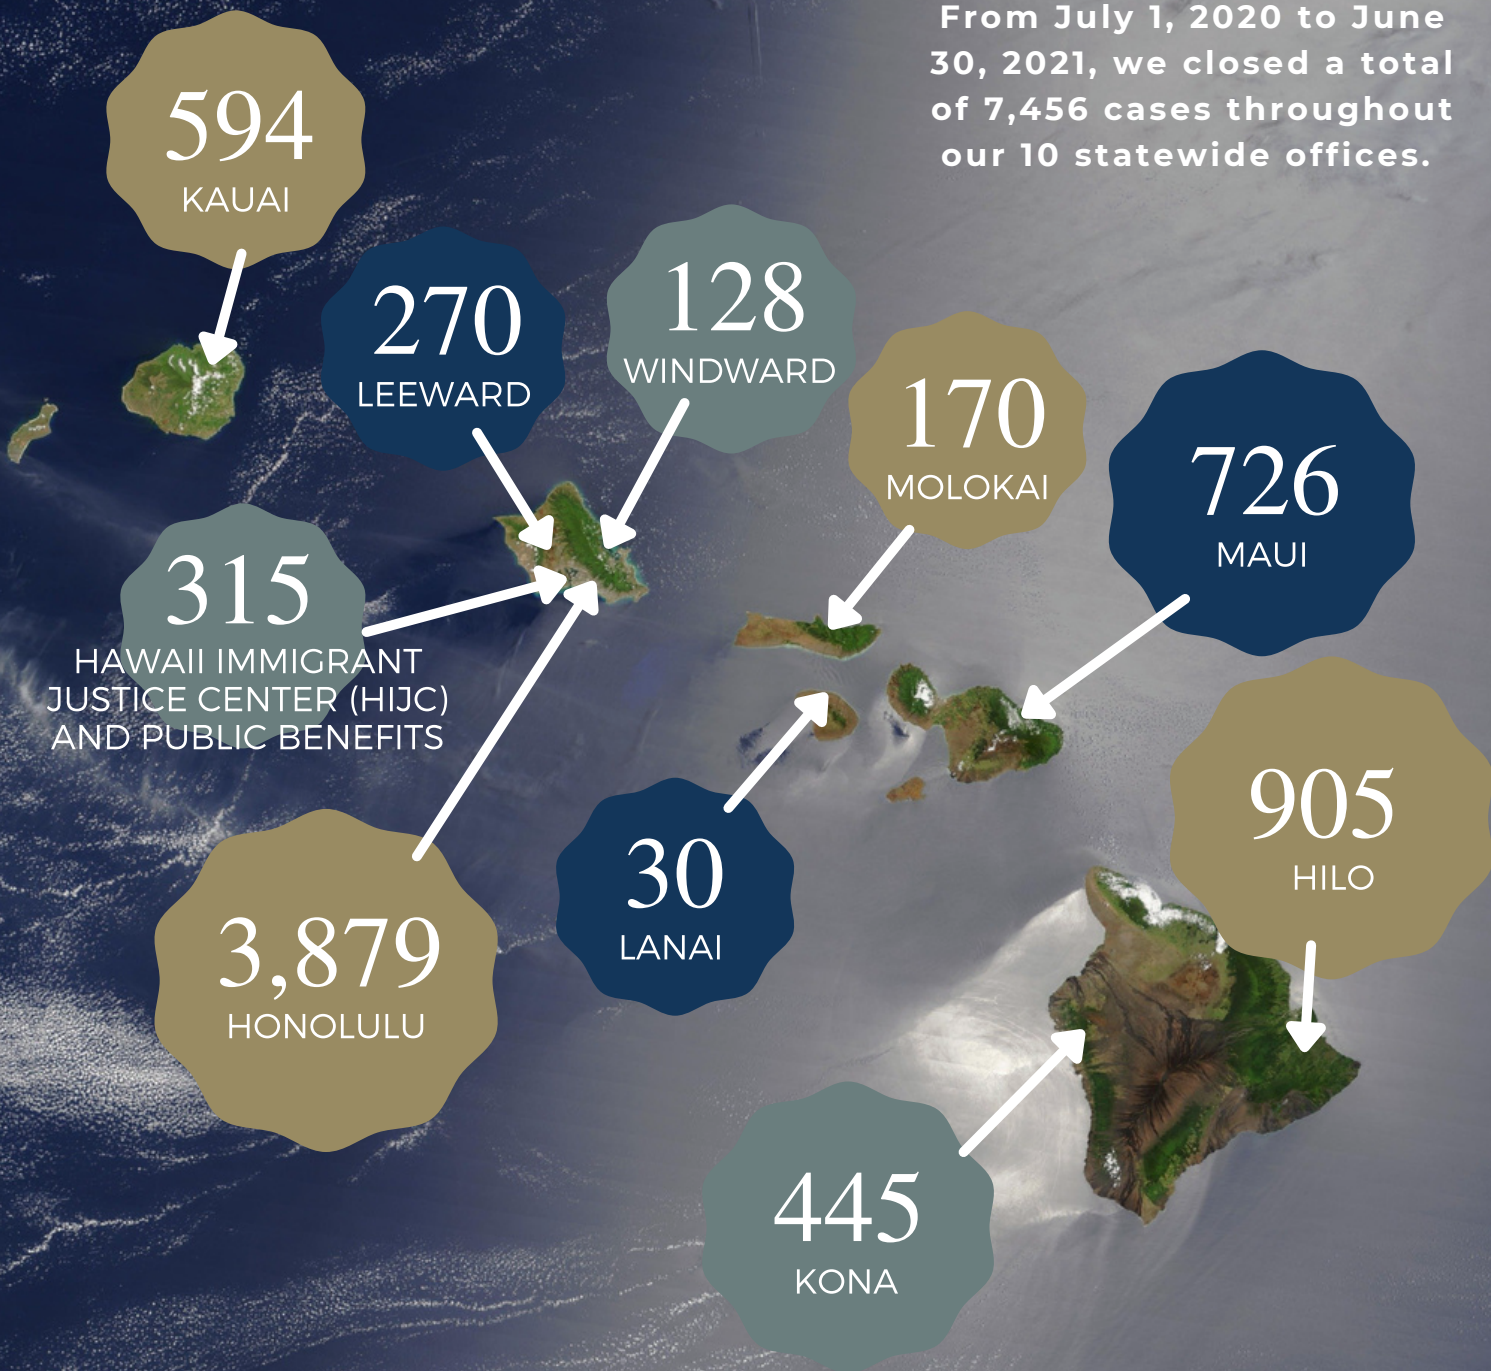 From July 1, 2020 to June
30, 2021, we closed a total
of 7,456 cases throughout
our 10 statewide offices.
594
KAUAI
270
LEEWARD
128
WINDWARD
170
MOLOKAI
726
MAUI
315
HAWAII IMMIGRANT
JUSTICE CENTER (HIJC)
AND PUBLIC BENEFITS
905
HILO
30
LANAI
3,879
HONOLULU
445
KONA